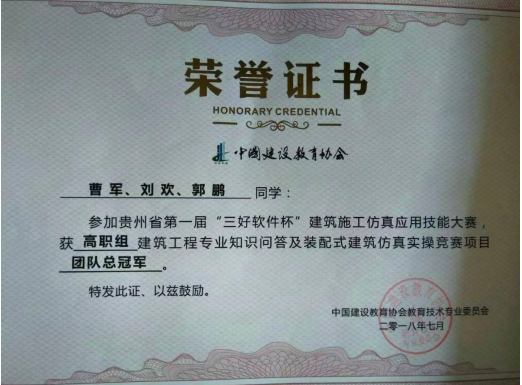 荣誉证书
HONORARY CREDENTIAL
中国建设教育协会
曹军、刘欢、郭鹏 同学：
参加贵州省第一届“三好软件杯”建筑施工仿真应用技能大赛，
获 高职组 建筑工程专业知识问答及装配式建筑仿真实操竞赛项目
团队总冠军 。
特发此证、以兹鼓励。
中国建设教育协会教育技术专业委员会
二零一八年七月